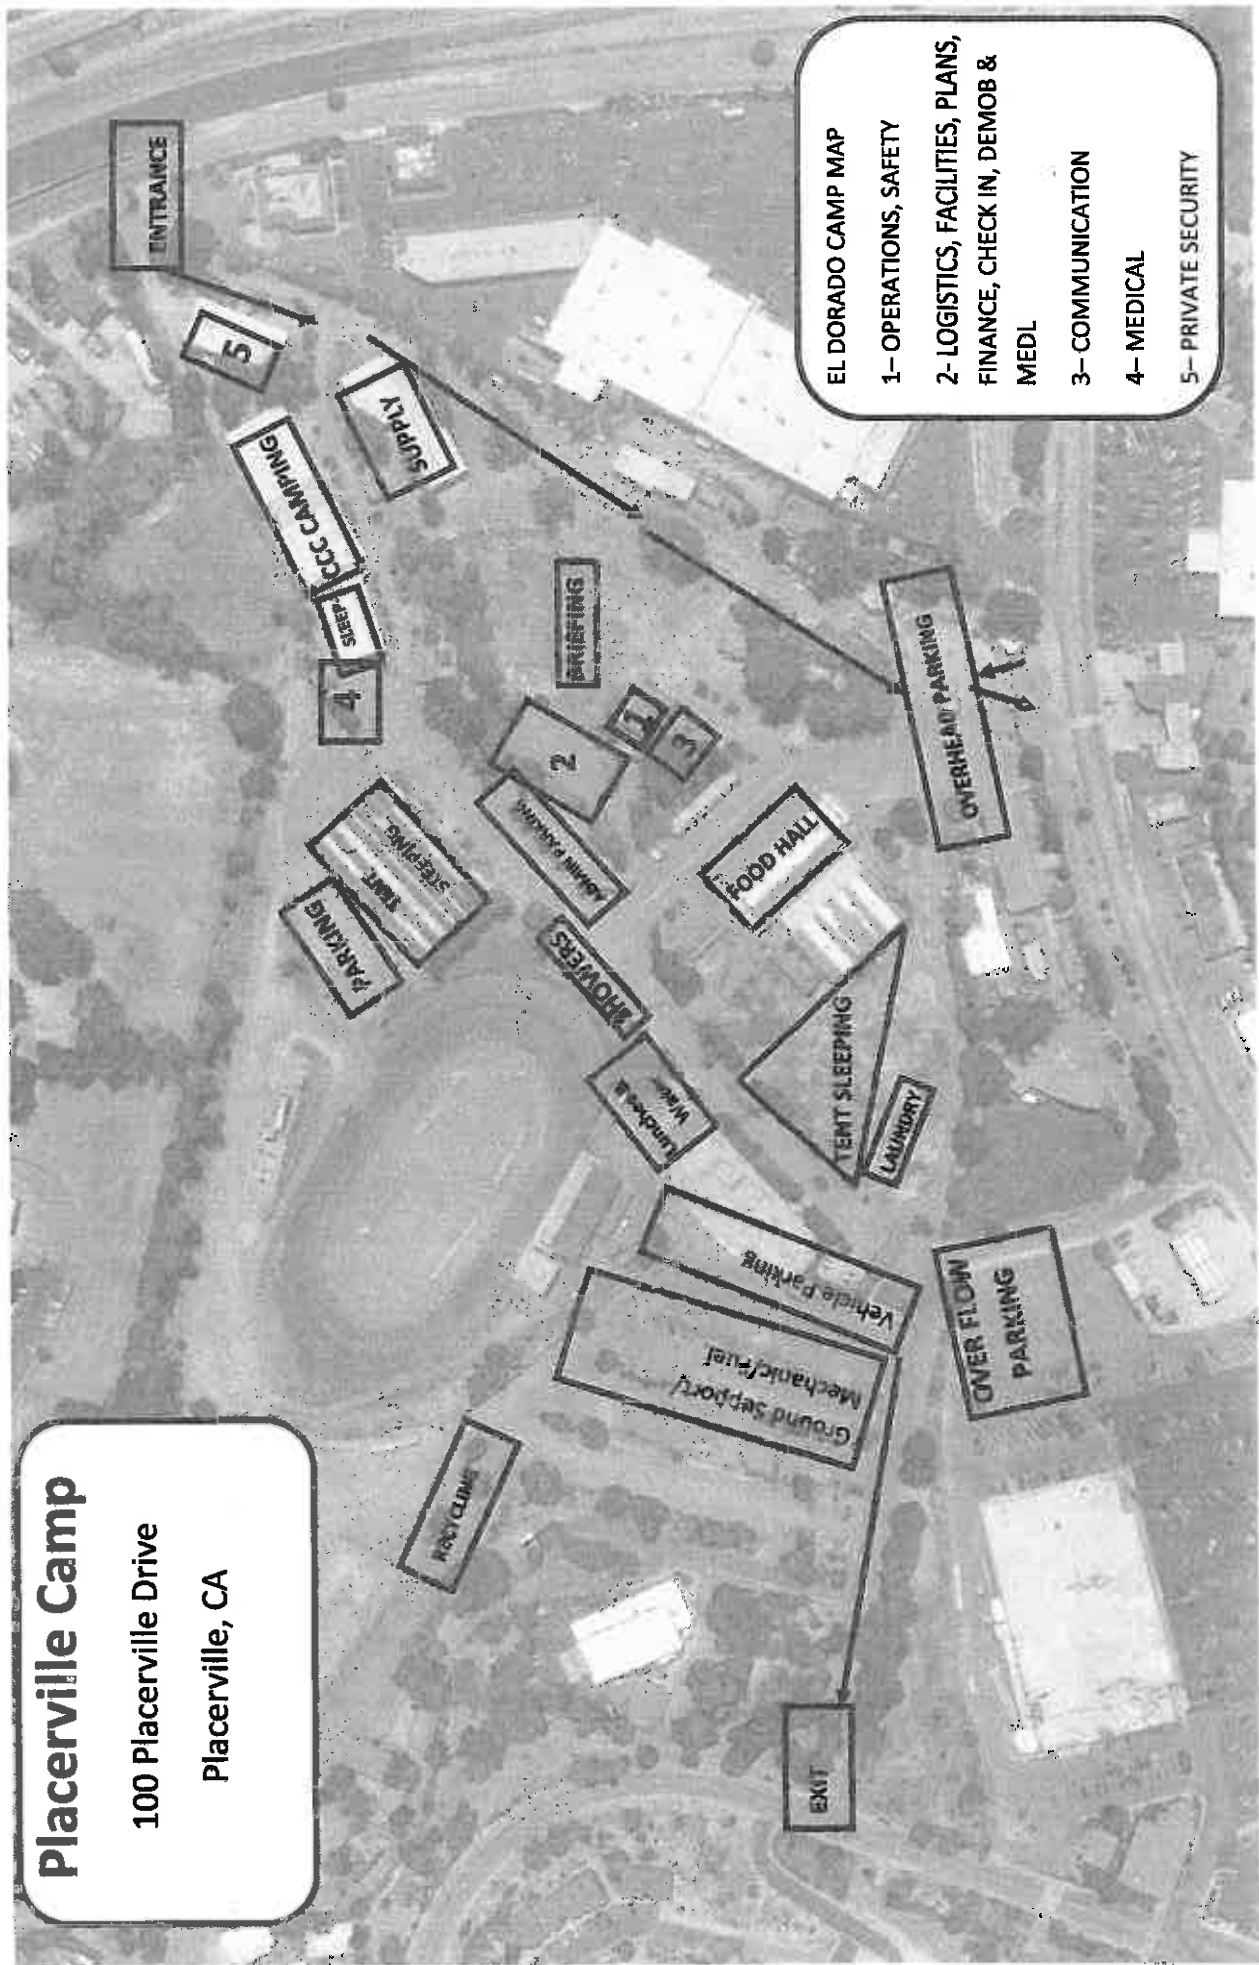 Placerville Camp
100 Placerville Drive
Placerville, CA
ENTRANCE
5
CCC CAMPING
SUPPLY
SLEEP
4
BRIEFING
1
2
3
ADMIN PARKING
SLEEPING
TENT
PARKING
SHOWERS
FOOD HALL
OVERHEAD PARKING
Lunches &
TENT SLEEPING
LAUNDRY
Vehicle Parking
Ground Support/
Mechanic/Fuel
OVER FLOW
PARKING
RECYCLING
EXIT
EL DORADO CAMP MAP
1– OPERATIONS, SAFETY
2- LOGISTICS, FACILITIES, PLANS,
FINANCE, CHECK IN, DEMOB &
MEDL
3– COMMUNICATION
4– MEDICAL
5– PRIVATE SECURITY